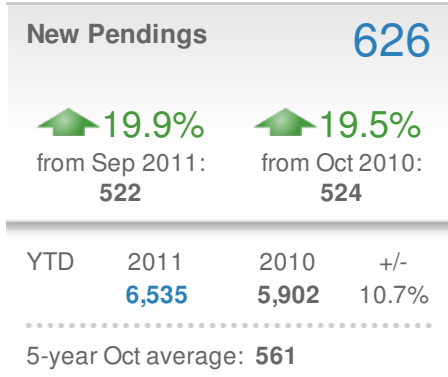 New Pendings 626
19.9% 19.5%
from Sep 2011: from Oct 2010:
522 524
YTD 2011 2010 +/-
6,535 5,902 10.7%
5-year Oct average: 561